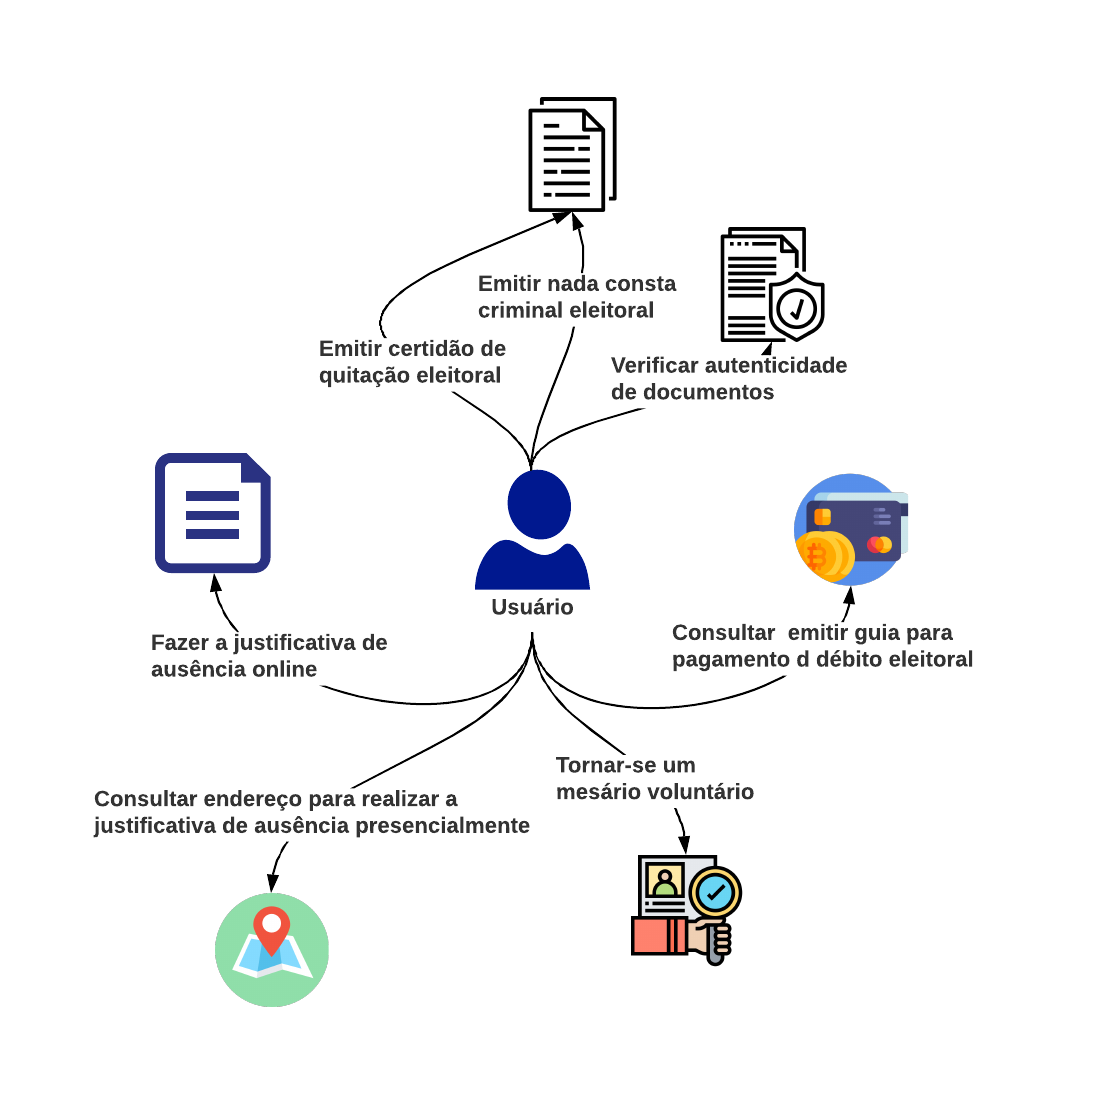 Emitir nada consta
criminal eleitoral
Emitir certidão de
quitação eleitoral
Verificar autenticidade
de documentos
Usuário
Fazer a justificativa de
ausência online
Consultar  emitir guia para
pagamento d débito eleitoral
Tornar-se um
mesário voluntário
Consultar endereço para realizar a
justificativa de ausência presencialmente